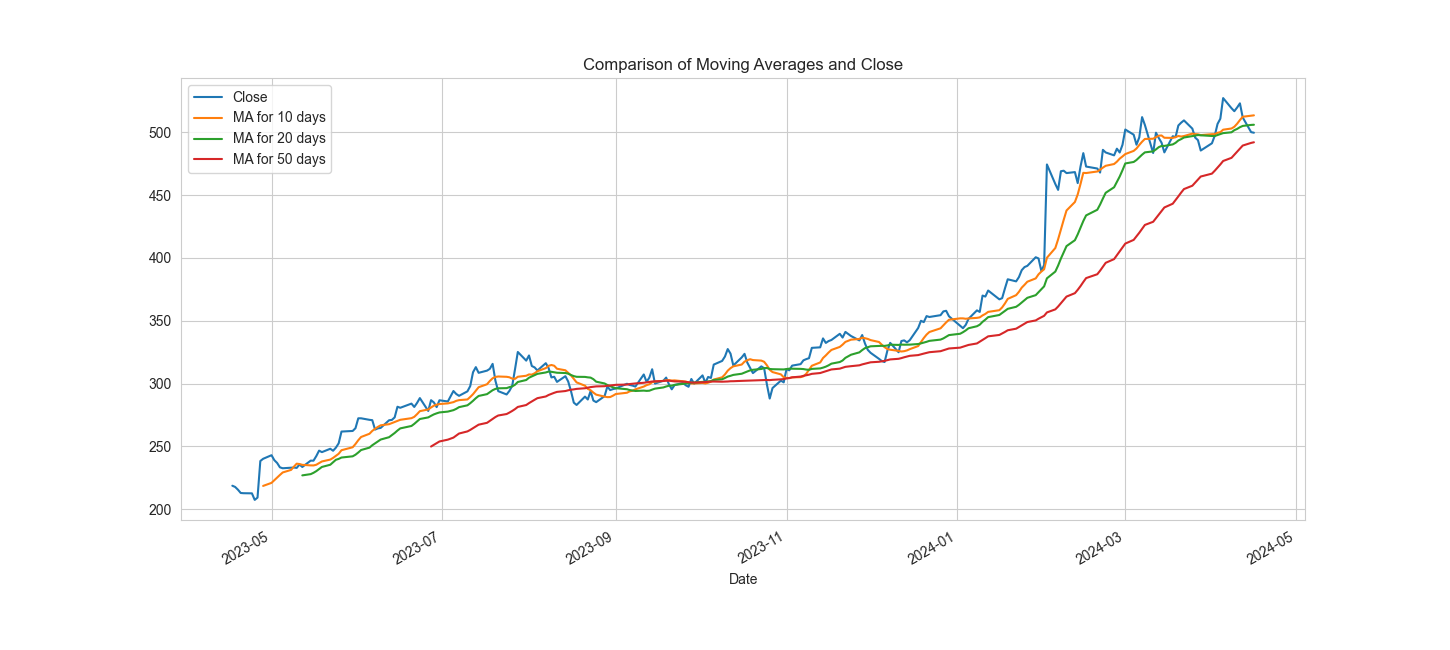 Comparison of Moving Averages and Close
Close
MA for 10 days
MA for 20 days
MA for 50 days
500
450
400
350
300
250
200
2023-05
2023-07
2023-09
2023-11
2024-01
2024-03
2024-05
Date